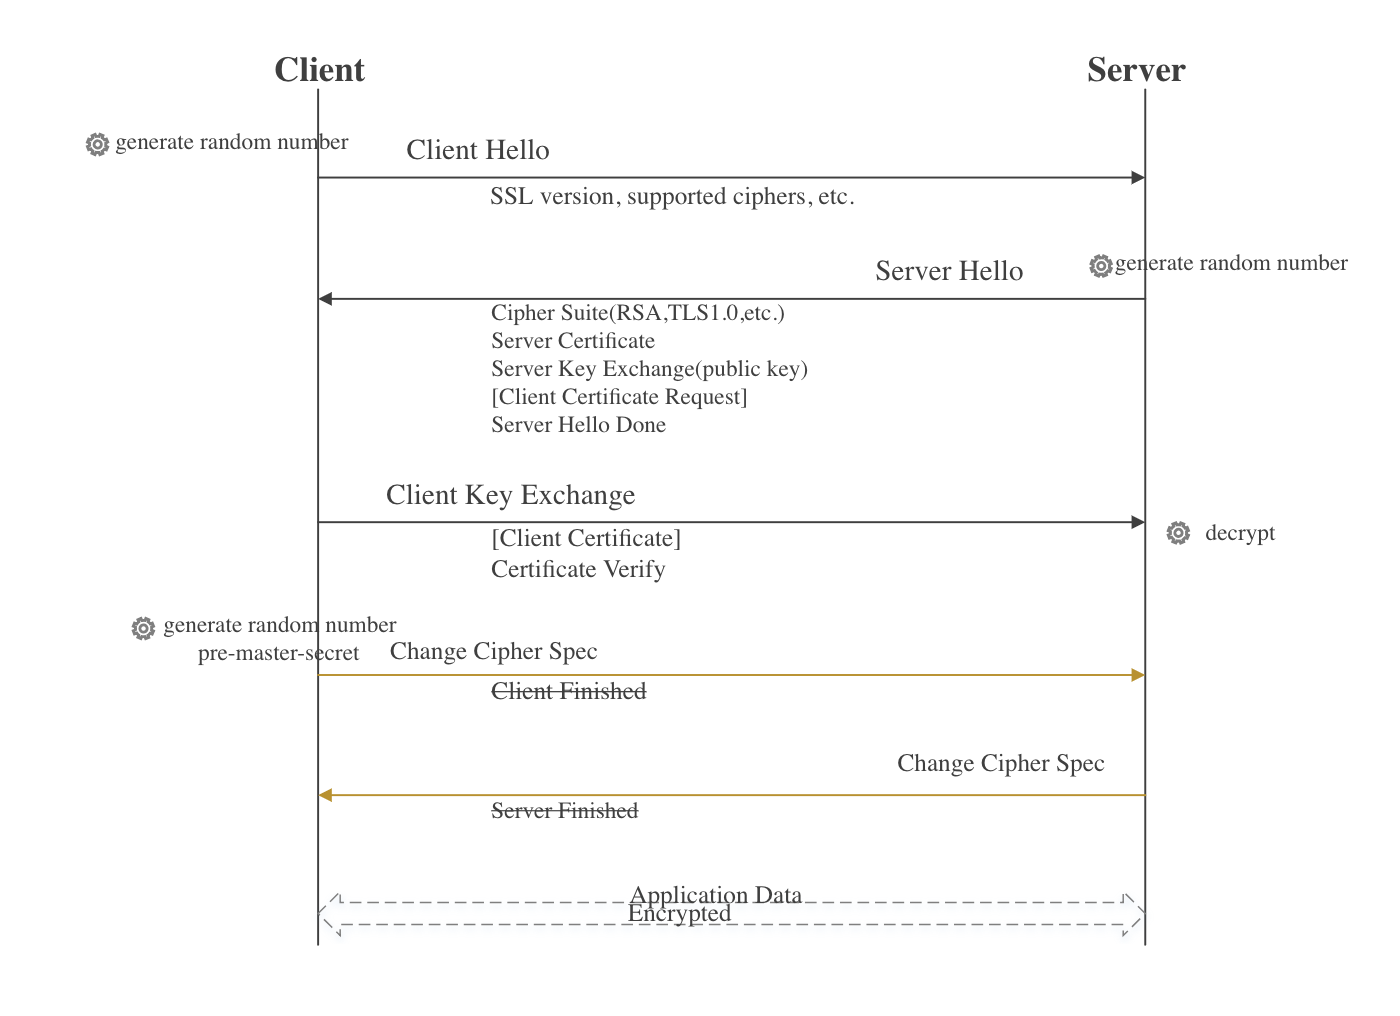 Client
Server
generate random number
Client Hello
SSL version, supported ciphers, etc.
Server Hello
generate random number
Cipher Suite(RSA,TLS1.0,etc.)
Server Certificate
Server Key Exchange(public key)
[Client Certificate Request]
Server Hello Done
Client Key Exchange
[Client Certificate]
Certificate Verify
decrypt
generate random number
pre-master-secret
Change Cipher Spec
Client Finished
Change Cipher Spec
Server Finished
Application Data
Encrypted